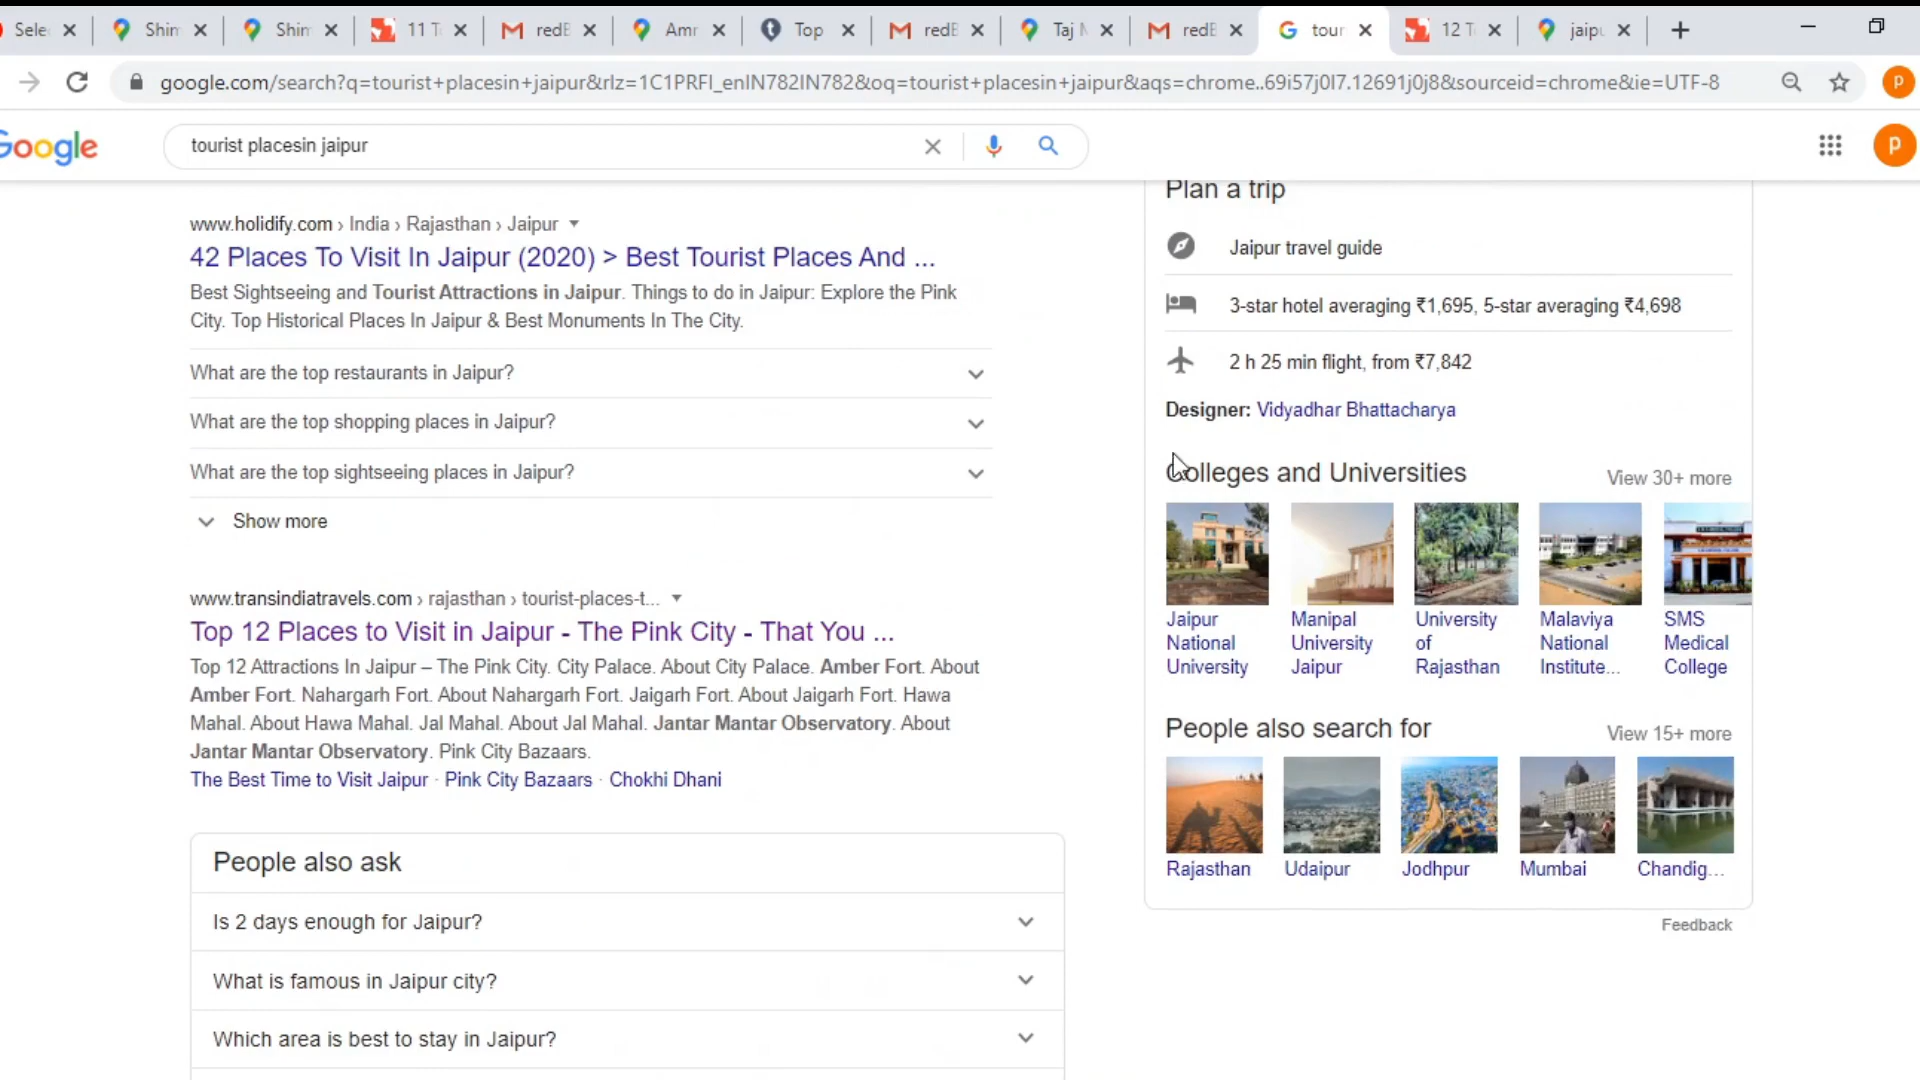 Sele
Shim
Shim
11 T
redB
Amr
Top
redB
Taj
redB
tour
12 T
jaipu
google.com/search?q=tourist+placesin+jaipur&rlz=1C1PRFI_enIN782IN782&oq=tourist+placesin+jaipur&aqs=chrome..69i57j0l7.12691j0j8&sourceid=chrome&ie=UTF-8
P
Google
tourist placesin jaipur
P
www.holidify.com › India › Rajasthan › Jaipur
42 Places To Visit In Jaipur (2020) > Best Tourist Places And ...
Best Sightseeing and Tourist Attractions in Jaipur. Things to do in Jaipur: Explore the Pink
City. Top Historical Places In Jaipur & Best Monuments In The City.
What are the top restaurants in Jaipur?
What are the top shopping places in Jaipur?
What are the top sightseeing places in Jaipur?
Show more
www.transindiatravels.com › rajasthan › tourist-places-t...
Top 12 Places to Visit in Jaipur - The Pink City - That You ...
Top 12 Attractions In Jaipur – The Pink City. City Palace. About City Palace. Amber Fort. About
Amber Fort. Nahargarh Fort. About Nahargarh Fort. Jaigarh Fort. About Jaigarh Fort. Hawa
Mahal. About Hawa Mahal. Jal Mahal. About Jal Mahal. Jantar Mantar Observatory. About
Jantar Mantar Observatory. Pink City Bazaars.
The Best Time to Visit Jaipur · Pink City Bazaars · Chokhi Dhani
People also ask
Is 2 days enough for Jaipur?
What is famous in Jaipur city?
Which area is best to stay in Jaipur?
Plan a trip
Jaipur travel guide
3-star hotel averaging ₹1,695, 5-star averaging ₹4,698
2 h 25 min flight, from ₹7,842
Designer: Vidyadhar Bhattacharya
Colleges and Universities
View 30+ more
Jaipur
National
University
Manipal
University
Jaipur
University
of
Rajasthan
Malaviya
National
Institute...
SMS
Medical
College
People also search for
View 15+ more
Rajasthan
Udaipur
Jodhpur
Mumbai
Chandig...
Feedback